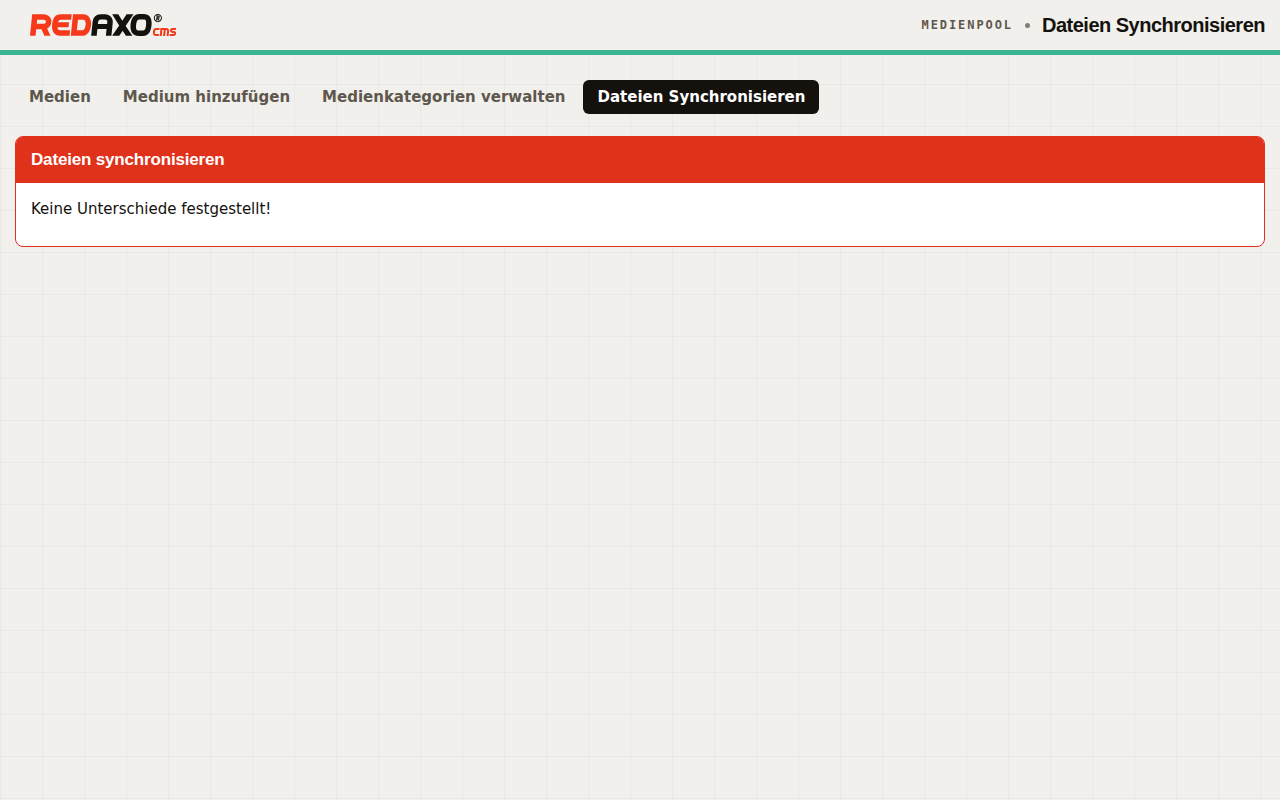 REDAXO® cms
MEDIENPOOL • Dateien Synchronisieren
Medien Medium hinzufügen Medienkategorien verwalten Dateien Synchronisieren
Dateien synchronisieren
Keine Unterschiede festgestellt!